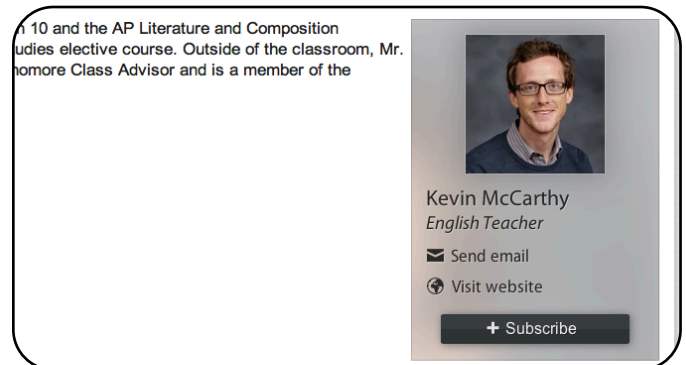 10 and the AP Literature and Composition
udies elective course. Outside of the classroom, Mr.
homore Class Advisor and is a member of the
Kevin McCarthy
English Teacher
Send email
Visit website
+ Subscribe